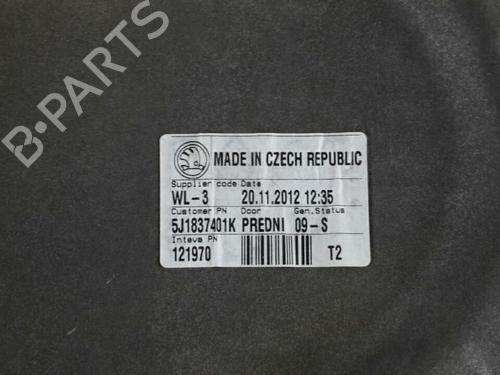 B-PARTS
MADE IN CZECH REPUBLIC
Supplier code Date
WL-3 20.11.2012 12:35
Customer PN Door Gen.Status
5J1837401K PREDNI 09-S
Inteva PN
121970 T2